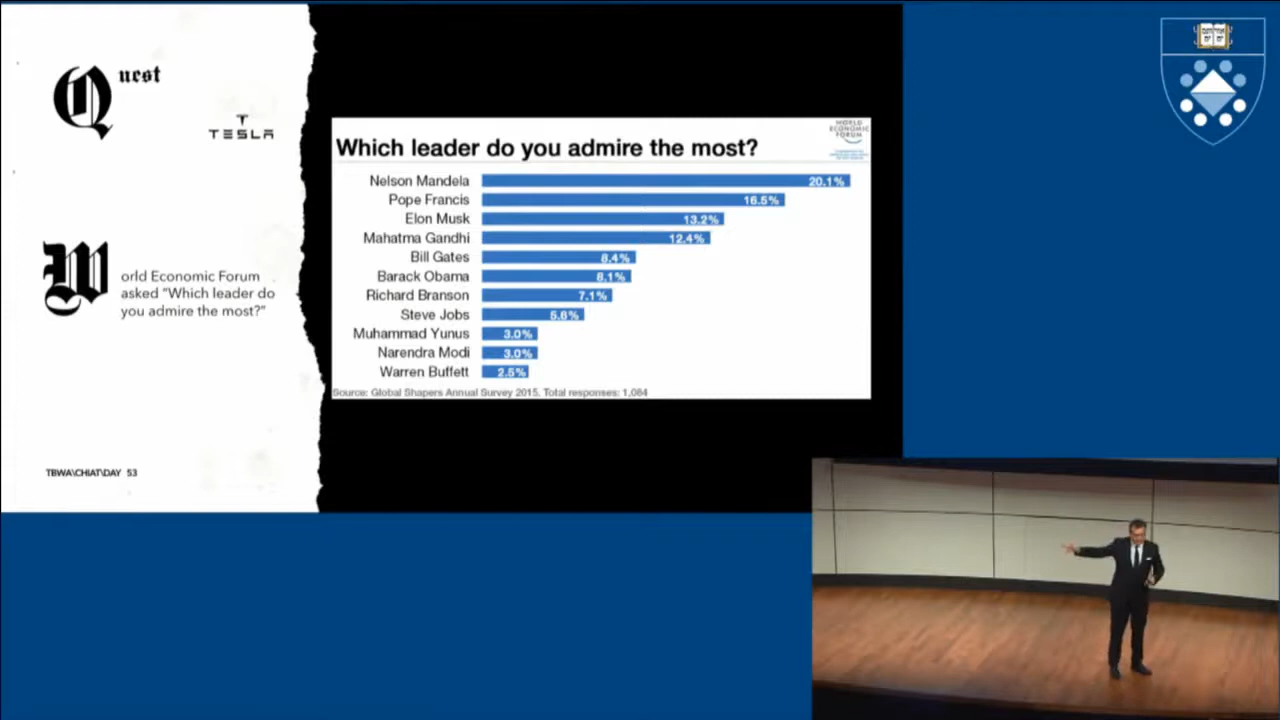 Quest
TESLA
World Economic Forum
asked "Which leader do
you admire the most?"
TBWA\CHIAT\DAY 53
WORLD
ECONOMIC
FORUM
Which leader do you admire the most?
Nelson Mandela 20.1%
Pope Francis 16.5%
Elon Musk 13.2%
Mahatma Gandhi 12.4%
Bill Gates 8.4%
Barack Obama 8.1%
Richard Branson 7.1%
Steve Jobs 5.6%
Muhammad Yunus 3.0%
Narendra Modi 3.0%
Warren Buffett 2.5%
Source: Global Shapers Annual Survey 2015. Total responses: 1,084